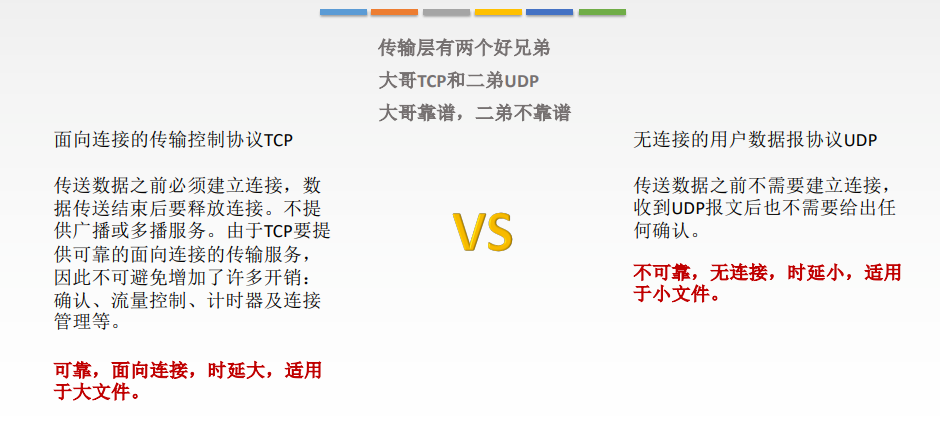 传输层有两个好兄弟
大哥TCP和二弟UDP
大哥靠谱，二弟不靠谱
面向连接的传输控制协议TCP
传送数据之前必须建立连接，数
据传送结束后要释放连接。不提
供广播或多播服务。由于TCP要提
供可靠的面向连接的传输服务，
因此不可避免增加了许多开销：
确认、流量控制、计时器及连接
管理等。
可靠，面向连接，时延大，适用
于大文件。
VS
无连接的用户数据报协议UDP
传送数据之前不需要建立连接，
收到UDP报文后也不需要给出任
何确认。
不可靠，无连接，时延小，适用
于小文件。